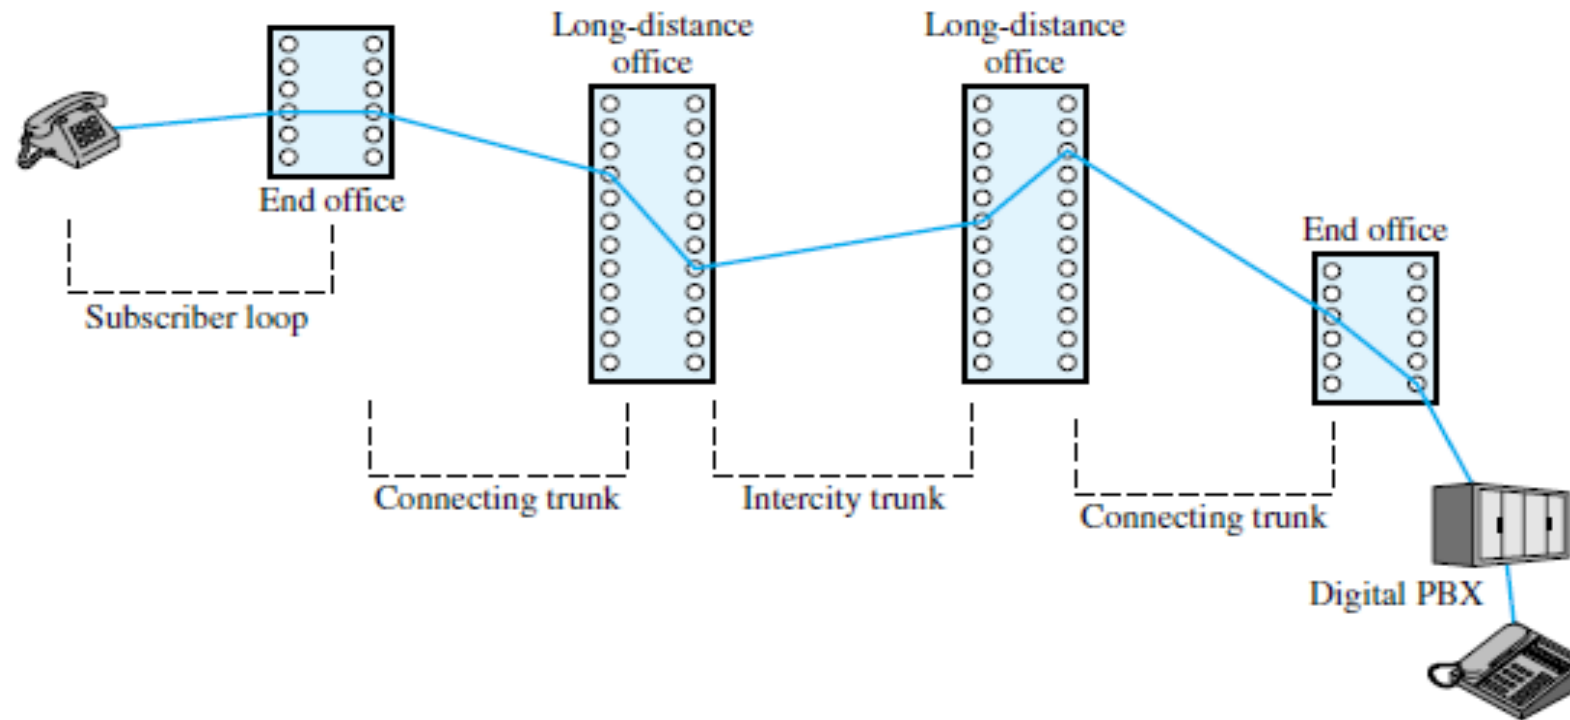 Long-distance
office
Long-distance
office
End office
End office
Subscriber loop
Connecting trunk
Intercity trunk
Connecting trunk
Digital PBX